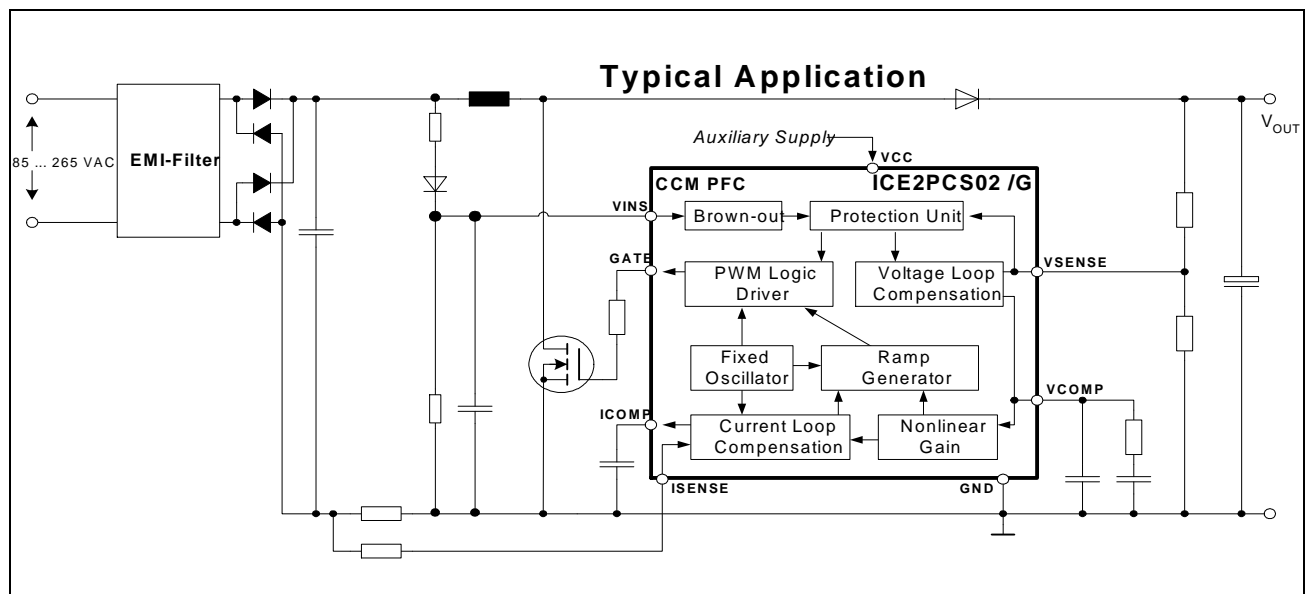 Typical Application
V_OUT
Auxiliary Supply
VCC
85 ... 265 VAC
EMI-Filter
CCM PFC
ICE2PCS02 /G
VINS
Brown-out
Protection Unit
GATE
PWM Logic
Driver
Voltage Loop
Compensation
VSENSE
Fixed
Oscillator
Ramp
Generator
VCOMP
ICOMP
Current Loop
Compensation
Nonlinear
Gain
ISENSE
GND